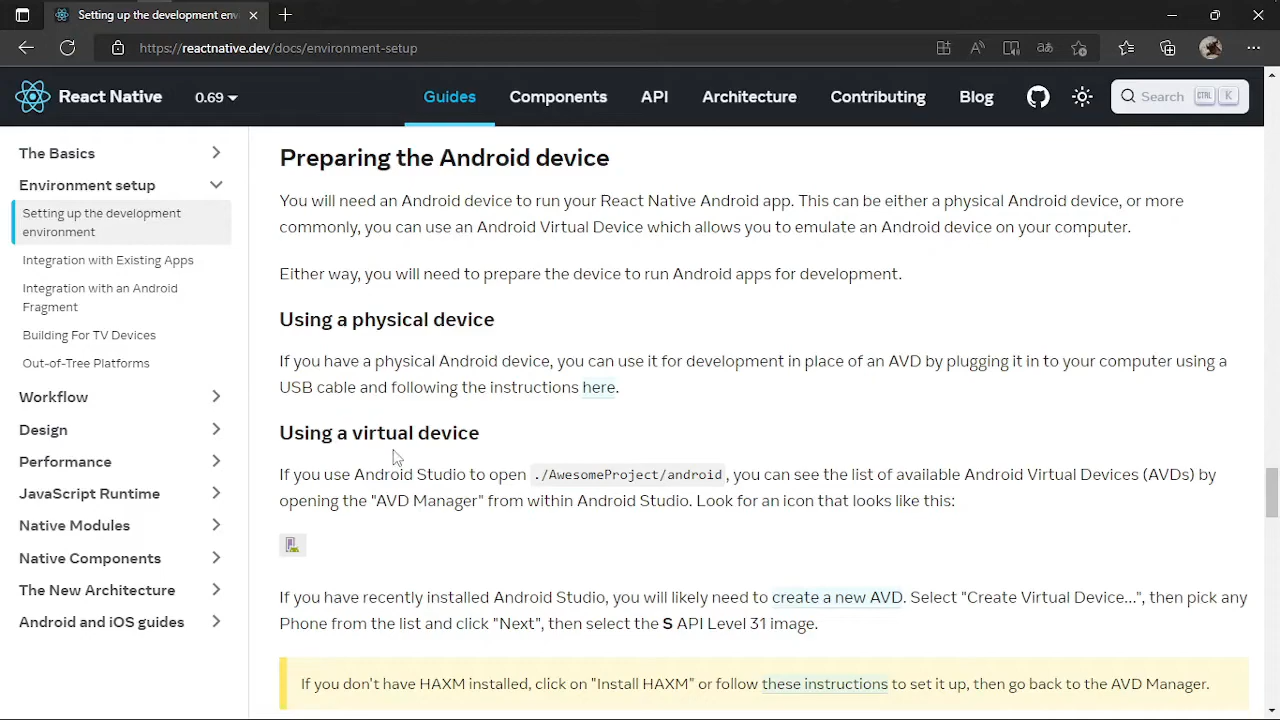 Setting up the development env
https://reactnative.dev/docs/environment-setup
React Native
0.69
Guides
Components
API
Architecture
Contributing
Blog
Search
CTRL
K
The Basics
Environment setup
Setting up the development
environment
Integration with Existing Apps
Integration with an Android
Fragment
Building For TV Devices
Out-of-Tree Platforms
Workflow
Design
Performance
JavaScript Runtime
Native Modules
Native Components
The New Architecture
Android and iOS guides
Preparing the Android device
You will need an Android device to run your React Native Android app. This can be either a physical Android device, or more
commonly, you can use an Android Virtual Device which allows you to emulate an Android device on your computer.
Either way, you will need to prepare the device to run Android apps for development.
Using a physical device
If you have a physical Android device, you can use it for development in place of an AVD by plugging it in to your computer using a
USB cable and following the instructions here.
Using a virtual device
If you use Android Studio to open ./AwesomeProject/android, you can see the list of available Android Virtual Devices (AVDs) by
opening the "AVD Manager" from within Android Studio. Look for an icon that looks like this:
If you have recently installed Android Studio, you will likely need to create a new AVD. Select "Create Virtual Device...", then pick any
Phone from the list and click "Next", then select the S API Level 31 image.
If you don't have HAXM installed, click on "Install HAXM" or follow these instructions to set it up, then go back to the AVD Manager.